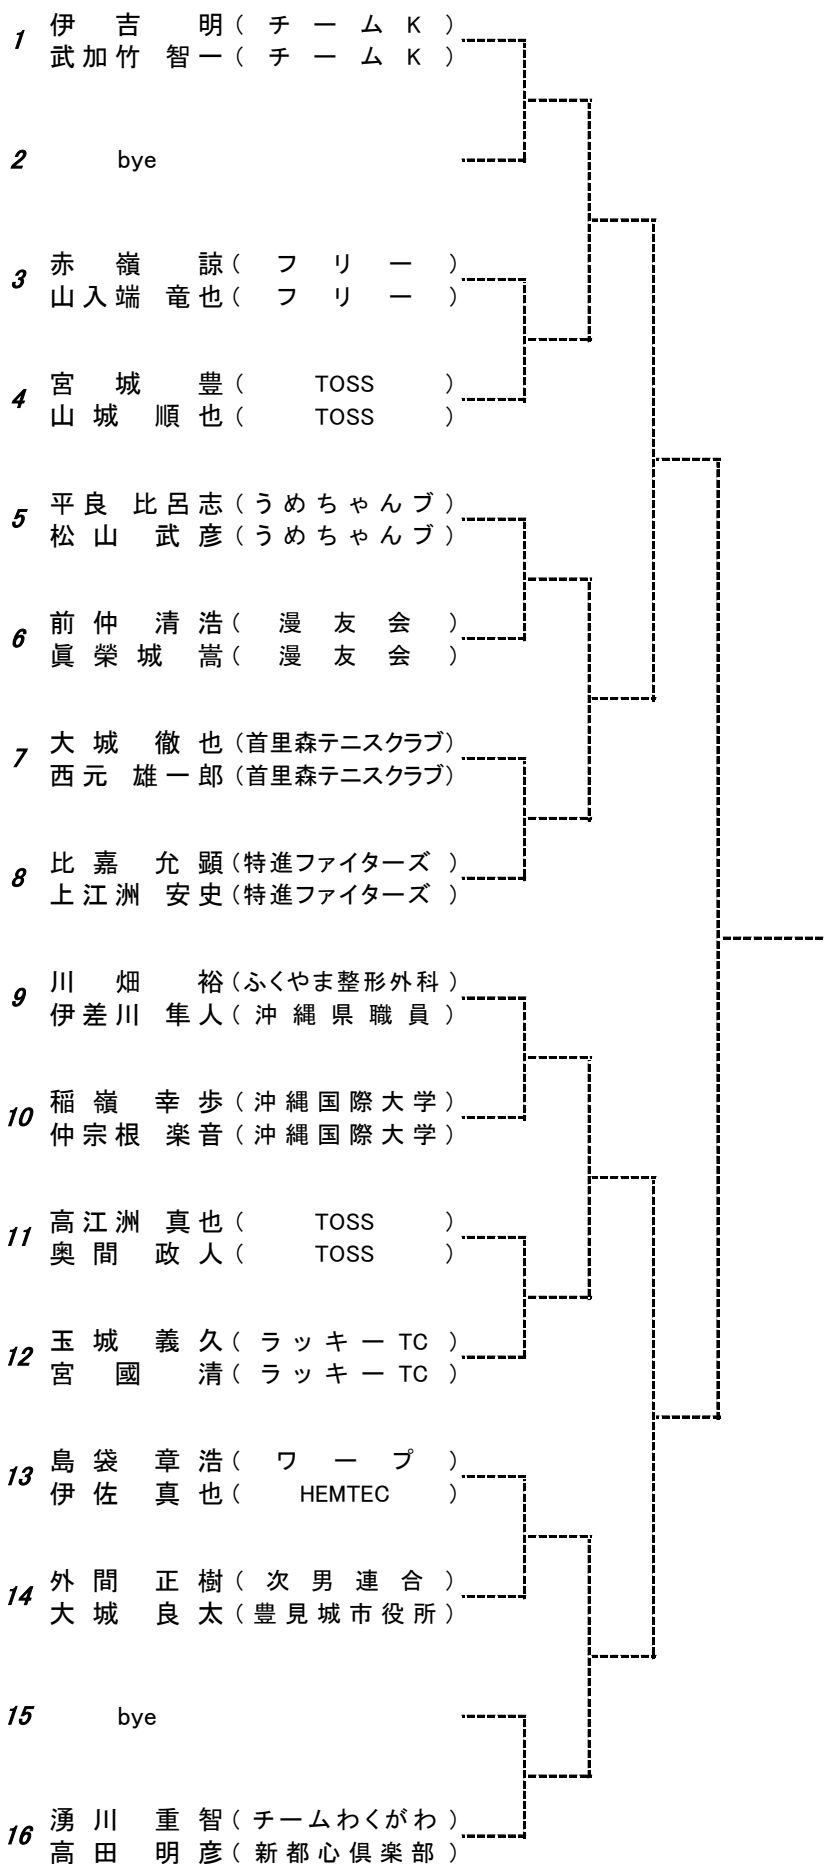 1 伊 吉 明 ( チ ー ム K )
武加竹 智一 ( チ ー ム K )
2 bye
3 赤 嶺 諒 ( フ リ ー )
山入端 竜也 ( フ リ ー )
4 宮 城 豊 ( TOSS )
山 城 順 也 ( TOSS )
5 平良 比呂志 ( うめちゃんブ )
松 山 武 彦 ( うめちゃんブ )
6 前 仲 清 浩 ( 漫 友 会 )
眞 榮 城 嵩 ( 漫 友 会 )
7 大 城 徹 也 (首里森テニスクラブ)
西元 雄一郎 (首里森テニスクラブ)
8 比 嘉 允 顕 (特進ファイターズ )
上江洲 安史 (特進ファイターズ )
9 川 畑 裕 (ふくやま整形外科 )
伊差川 隼人 ( 沖 縄 県 職 員 )
10 稲 嶺 幸 歩 ( 沖 縄 国 際 大 学 )
仲宗根 楽音 ( 沖 縄 国 際 大 学 )
11 高江洲 真也 ( TOSS )
奥 間 政 人 ( TOSS )
12 玉 城 義 久 ( ラ ッ キ ー TC )
宮 國 清 ( ラ ッ キ ー TC )
13 島 袋 章 浩 ( ワ ー プ )
伊 佐 真 也 ( HEMTEC )
14 外 間 正 樹 ( 次 男 連 合 )
大 城 良 太 ( 豊 見 城 市 役 所 )
15 bye
16 湧 川 重 智 ( チームわくがわ )
高 田 明 彦 ( 新 都 心 倶 楽 部 )